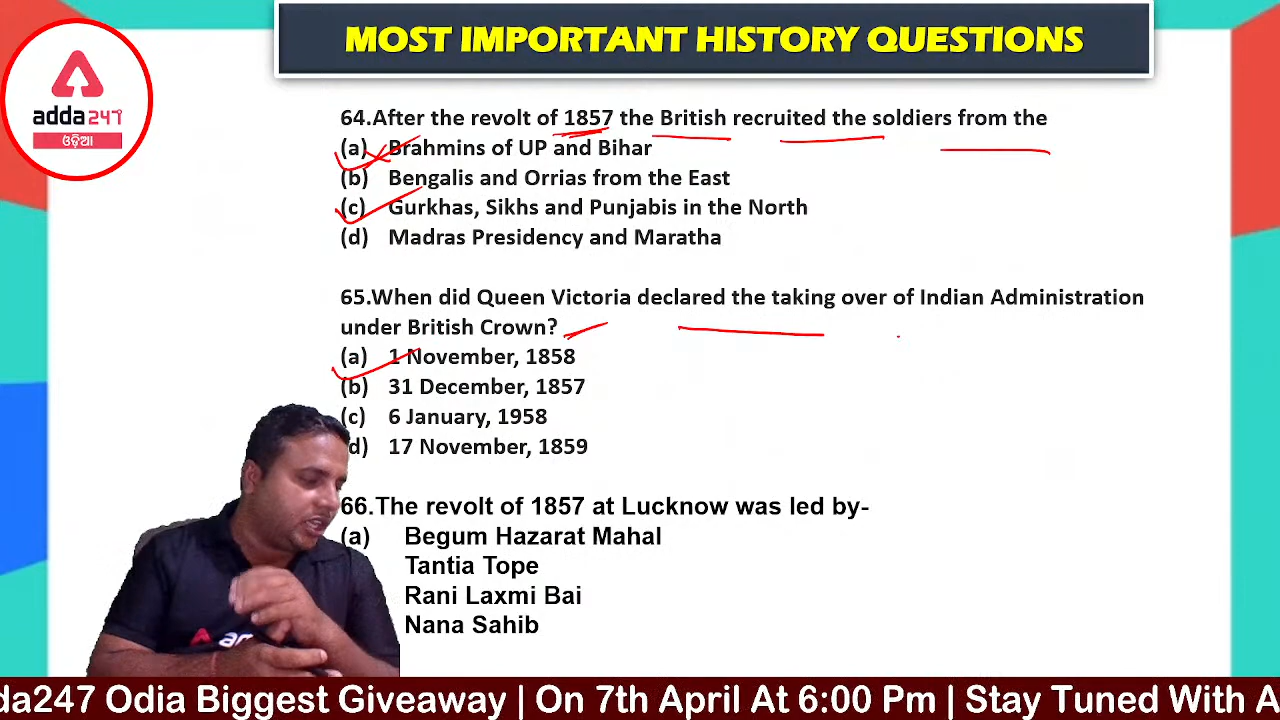 MOST IMPORTANT HISTORY QUESTIONS
adda247
ଓଡ଼ିଆ
64.After the revolt of 1857 the British recruited the soldiers from the
(a) Brahmins of UP and Bihar
(b) Bengalis and Orrias from the East
(c) Gurkhas, Sikhs and Punjabis in the North
(d) Madras Presidency and Maratha
65.When did Queen Victoria declared the taking over of Indian Administration
under British Crown?
(a) 1 November, 1858
(b) 31 December, 1857
(c) 6 January, 1958
d) 17 November, 1859
66.The revolt of 1857 at Lucknow was led by-
(a) Begum Hazarat Mahal
Tantia Tope
Rani Laxmi Bai
Nana Sahib
da247 Odia Biggest Giveaway | On 7th April At 6:00 Pm | Stay Tuned With A